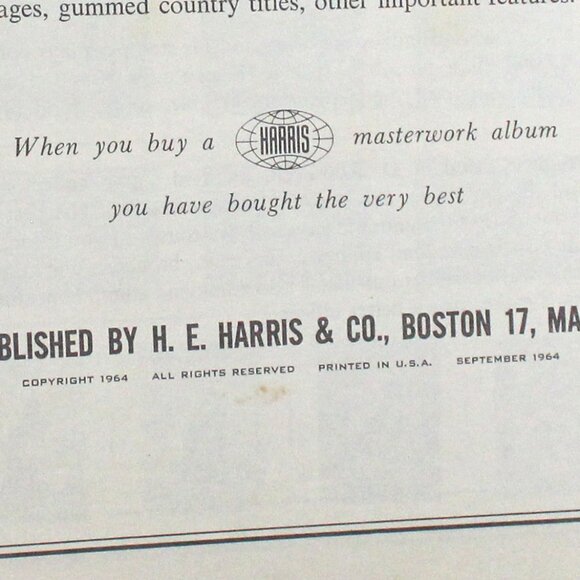 ages, gummed country titles, other important features.
When you buy a HARRIS masterwork album
you have bought the very best
BLISHED BY H. E. HARRIS & CO., BOSTON 17, MA
COPYRIGHT 1964 ALL RIGHTS RESERVED PRINTED IN U.S.A. SEPTEMBER 1964